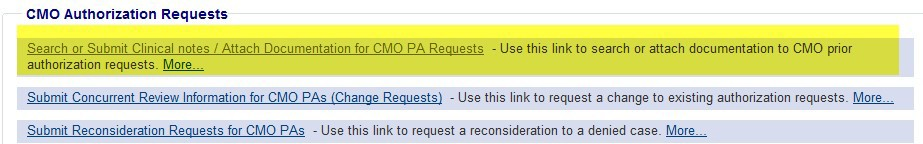 CMO Authorization Requests
Search or Submit Clinical notes / Attach Documentation for CMO PA Requests - Use this link to search or attach documentation to CMO prior
authorization requests. More...
Submit Concurrent Review Information for CMO PAs (Change Requests) - Use this link to request a change to existing authorization requests. More...
Submit Reconsideration Requests for CMO PAs - Use this link to request a reconsideration to a denied case. More...